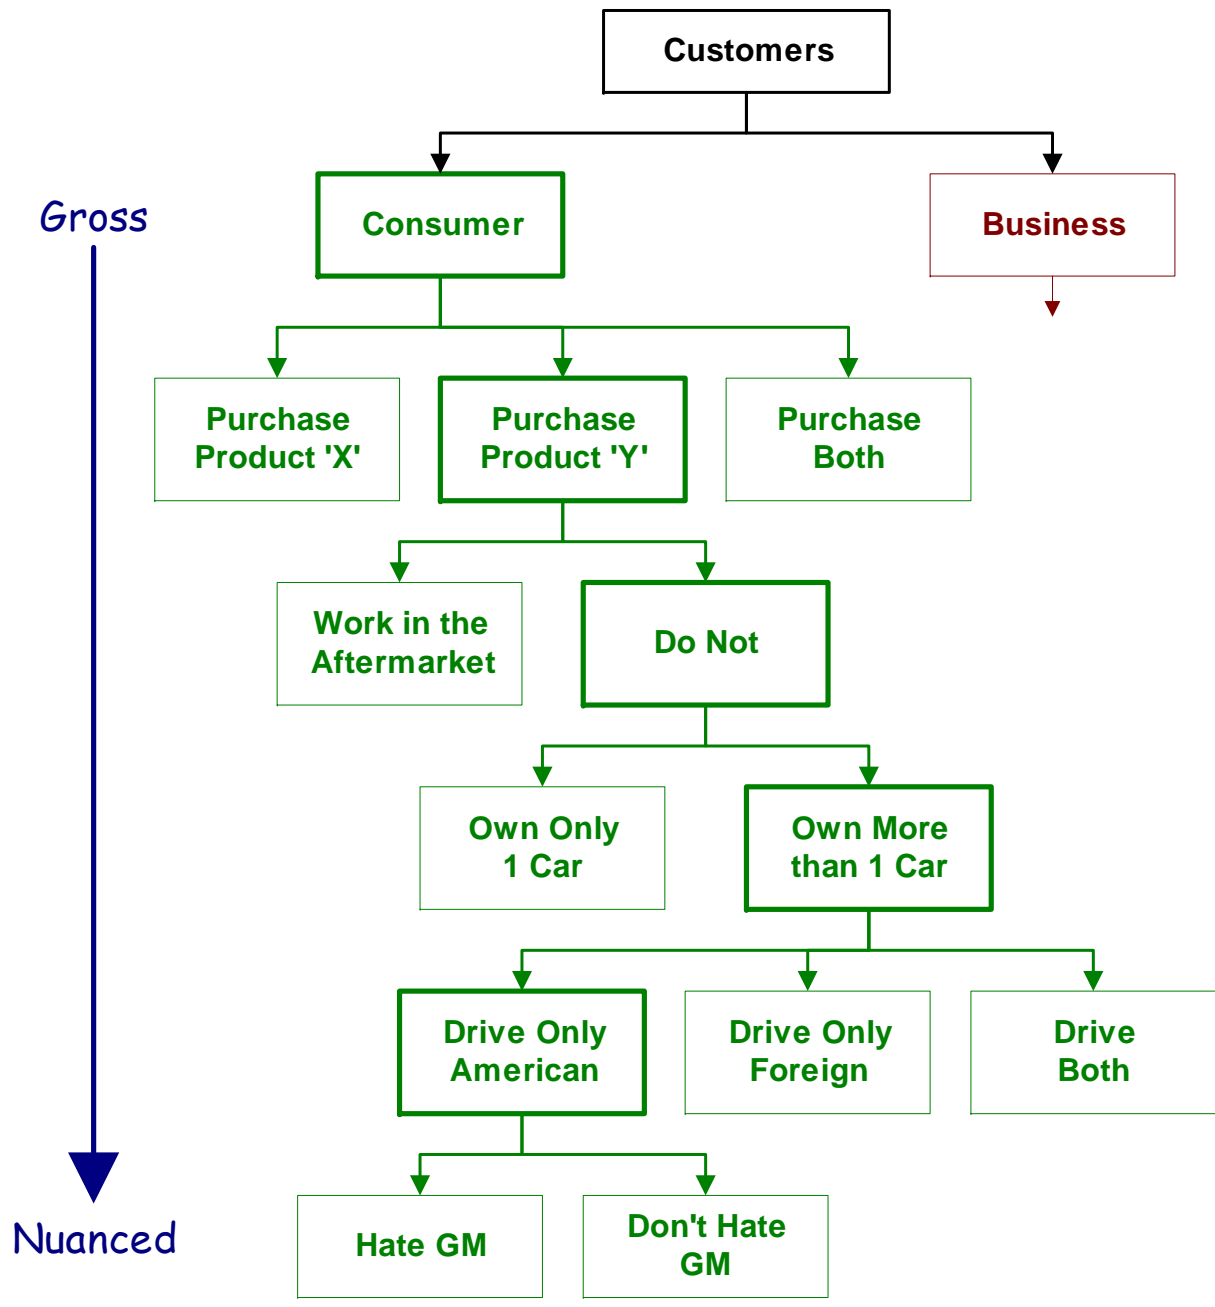 Customers
Gross
Consumer
Business
Purchase
Product 'X'
Purchase
Product 'Y'
Purchase
Both
Work in the
Aftermarket
Do Not
Own Only
1 Car
Own More
than 1 Car
Drive Only
American
Drive Only
Foreign
Drive
Both
Nuanced
Hate GM
Don't Hate
GM